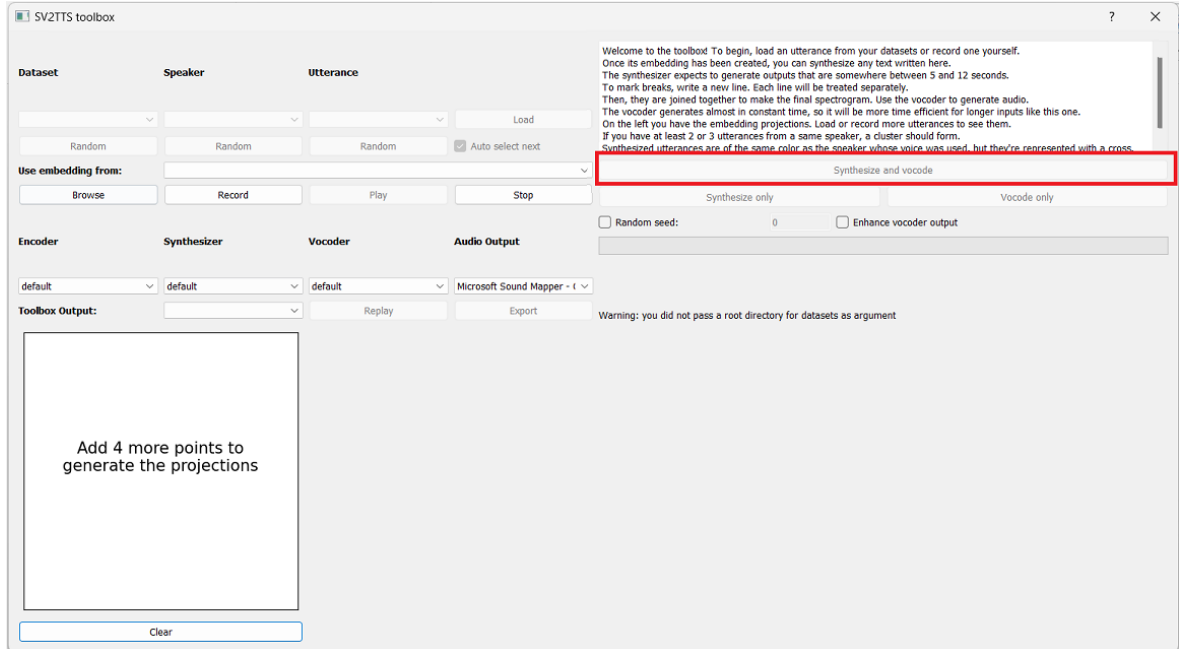 SV2TTS toolbox
?
Dataset
Speaker
Utterance
Load
Random
Random
Random
Auto select next
Use embedding from:
Browse
Record
Play
Stop
Encoder
Synthesizer
Vocoder
Audio Output
default
default
default
Microsoft Sound Mapper - (
Toolbox Output:
Replay
Export
Add 4 more points to
generate the projections
Clear
Welcome to the toolbox! To begin, load an utterance from your datasets or record one yourself.
Once its embedding has been created, you can synthesize any text written here.
The synthesizer expects to generate outputs that are somewhere between 5 and 12 seconds.
To mark breaks, write a new line. Each line will be treated separately.
Then, they are joined together to make the final spectrogram. Use the vocoder to generate audio.
The vocoder generates almost in constant time, so it will be more time efficient for longer inputs like this one.
On the left you have the embedding projections. Load or record more utterances to see them.
If you have at least 2 or 3 utterances from a same speaker, a cluster should form.
Synthesized utterances are of the same color as the speaker whose voice was used, but they're represented with a cross.
Synthesize and vocode
Synthesize only
Vocode only
Random seed:
0
Enhance vocoder output
Warning: you did not pass a root directory for datasets as argument